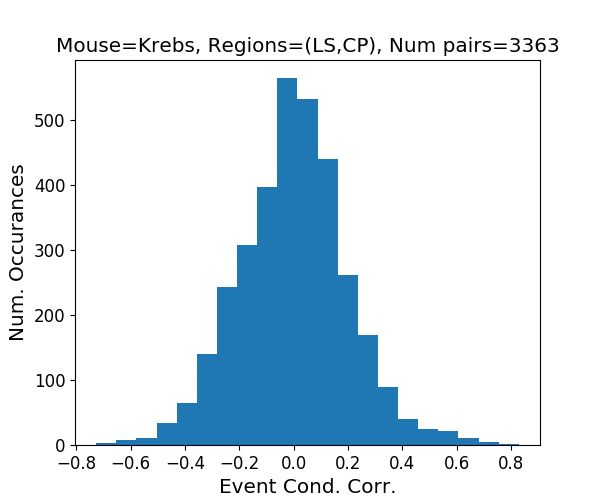 Mouse=Krebs, Regions=(LS,CP), Num pairs=3363
500
400
300
200
100
0
Num. Occurances
−0.8 −0.6 −0.4 −0.2 0.0 0.2 0.4 0.6 0.8
Event Cond. Corr.